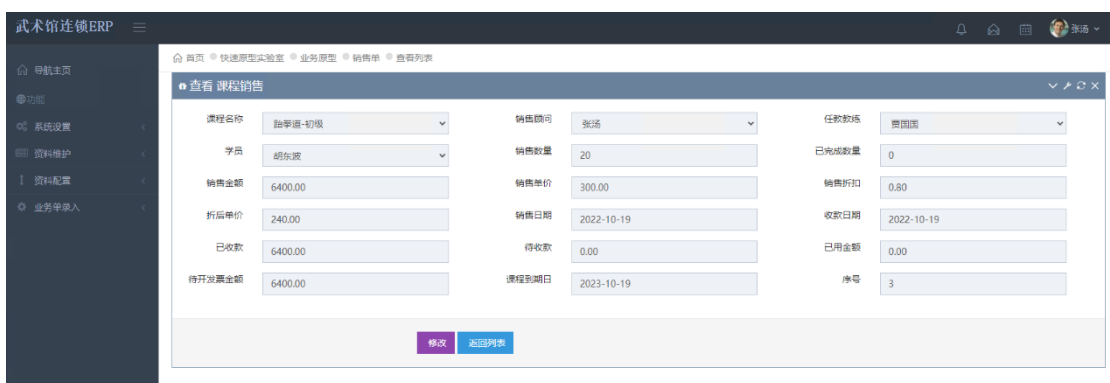 武术馆连锁ERP
张汤
首页 快速原型实验室 业务原型 销售单 查看列表
导航主页
功能
系统设置
资料维护
资料配置
业务单录入
查看 课程销售
课程名称 跆拳道-初级 销售顾问 张汤 任教教练 贾国国
学员 胡东波 销售数量 20 已完成数量 0
销售金额 6400.00 销售单价 300.00 销售折扣 0.80
折后单价 240.00 销售日期 2022-10-19 收款日期 2022-10-19
已收款 6400.00 待收款 0.00 已用金额 0.00
待开发票金额 6400.00 课程到期日 2023-10-19 序号 3
修改 返回列表